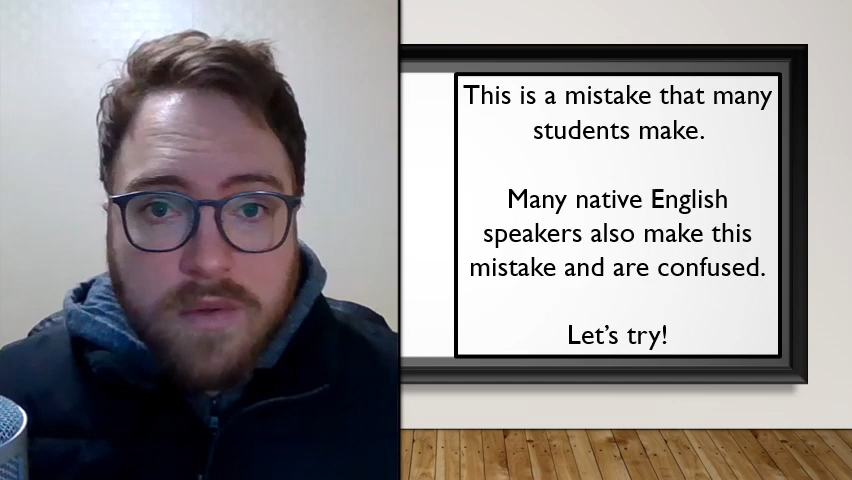 This is a mistake that many
students make.
Many native English
speakers also make this
mistake and are confused.
Let's try!